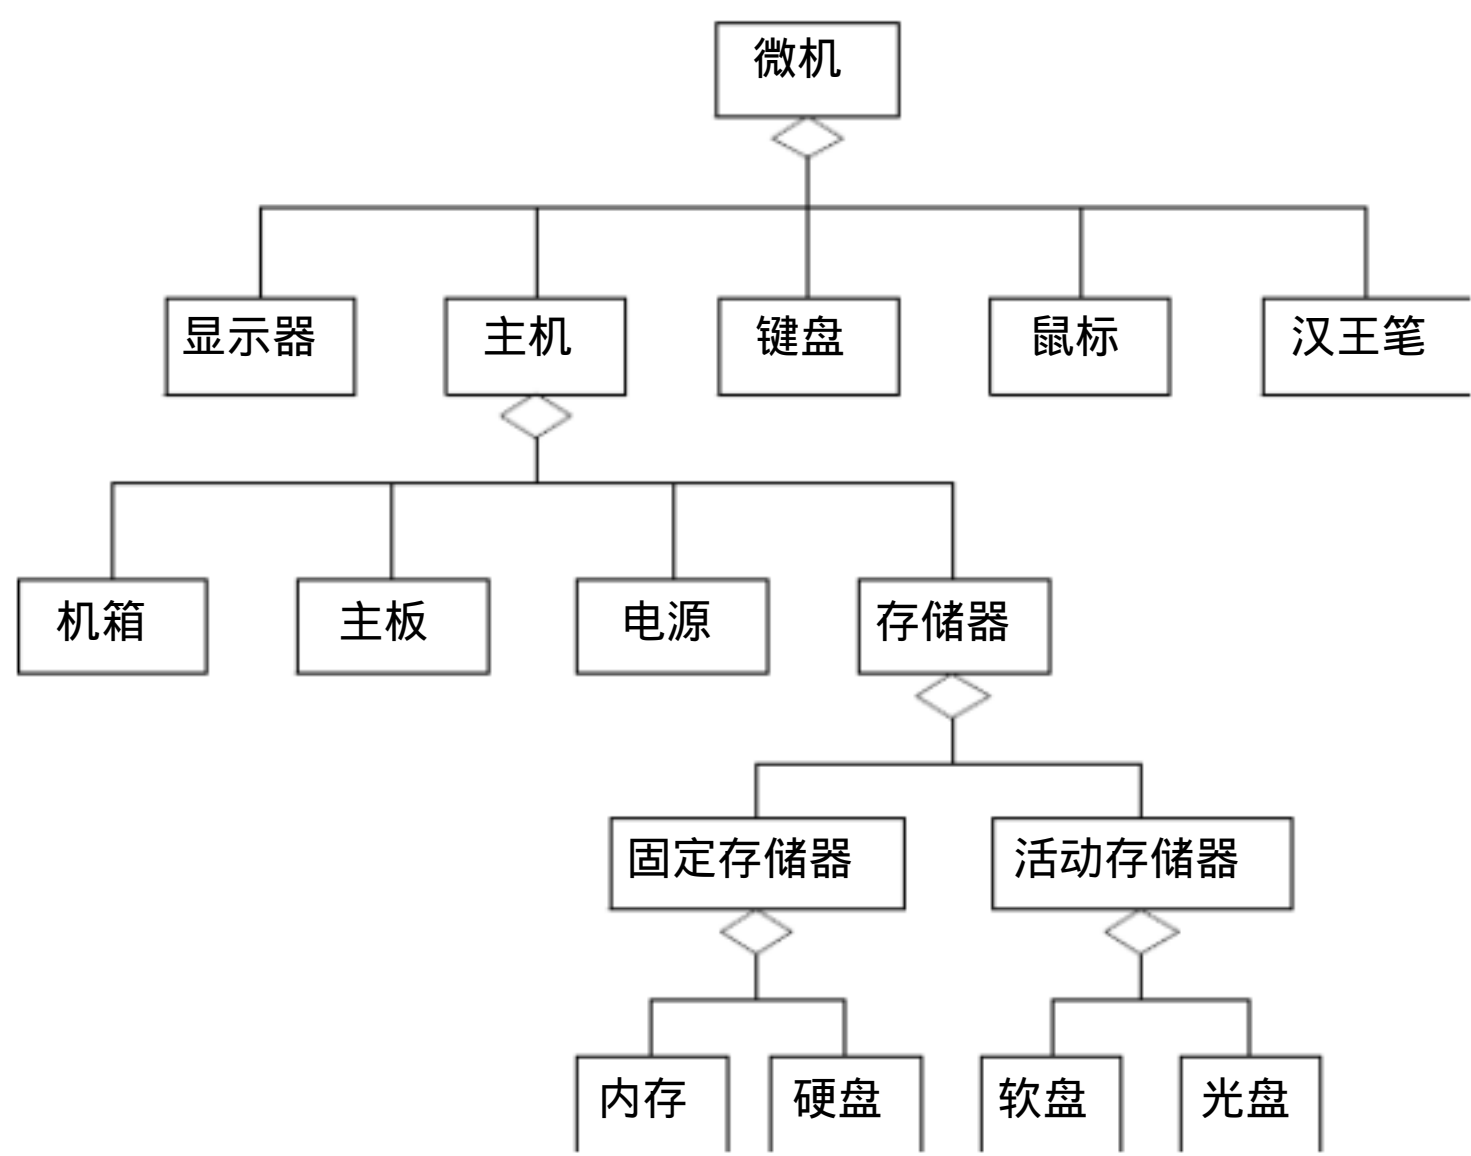 微机
显示器
主机
键盘
鼠标
汉王笔
机箱
主板
电源
存储器
固定存储器
活动存储器
内存
硬盘
软盘
光盘